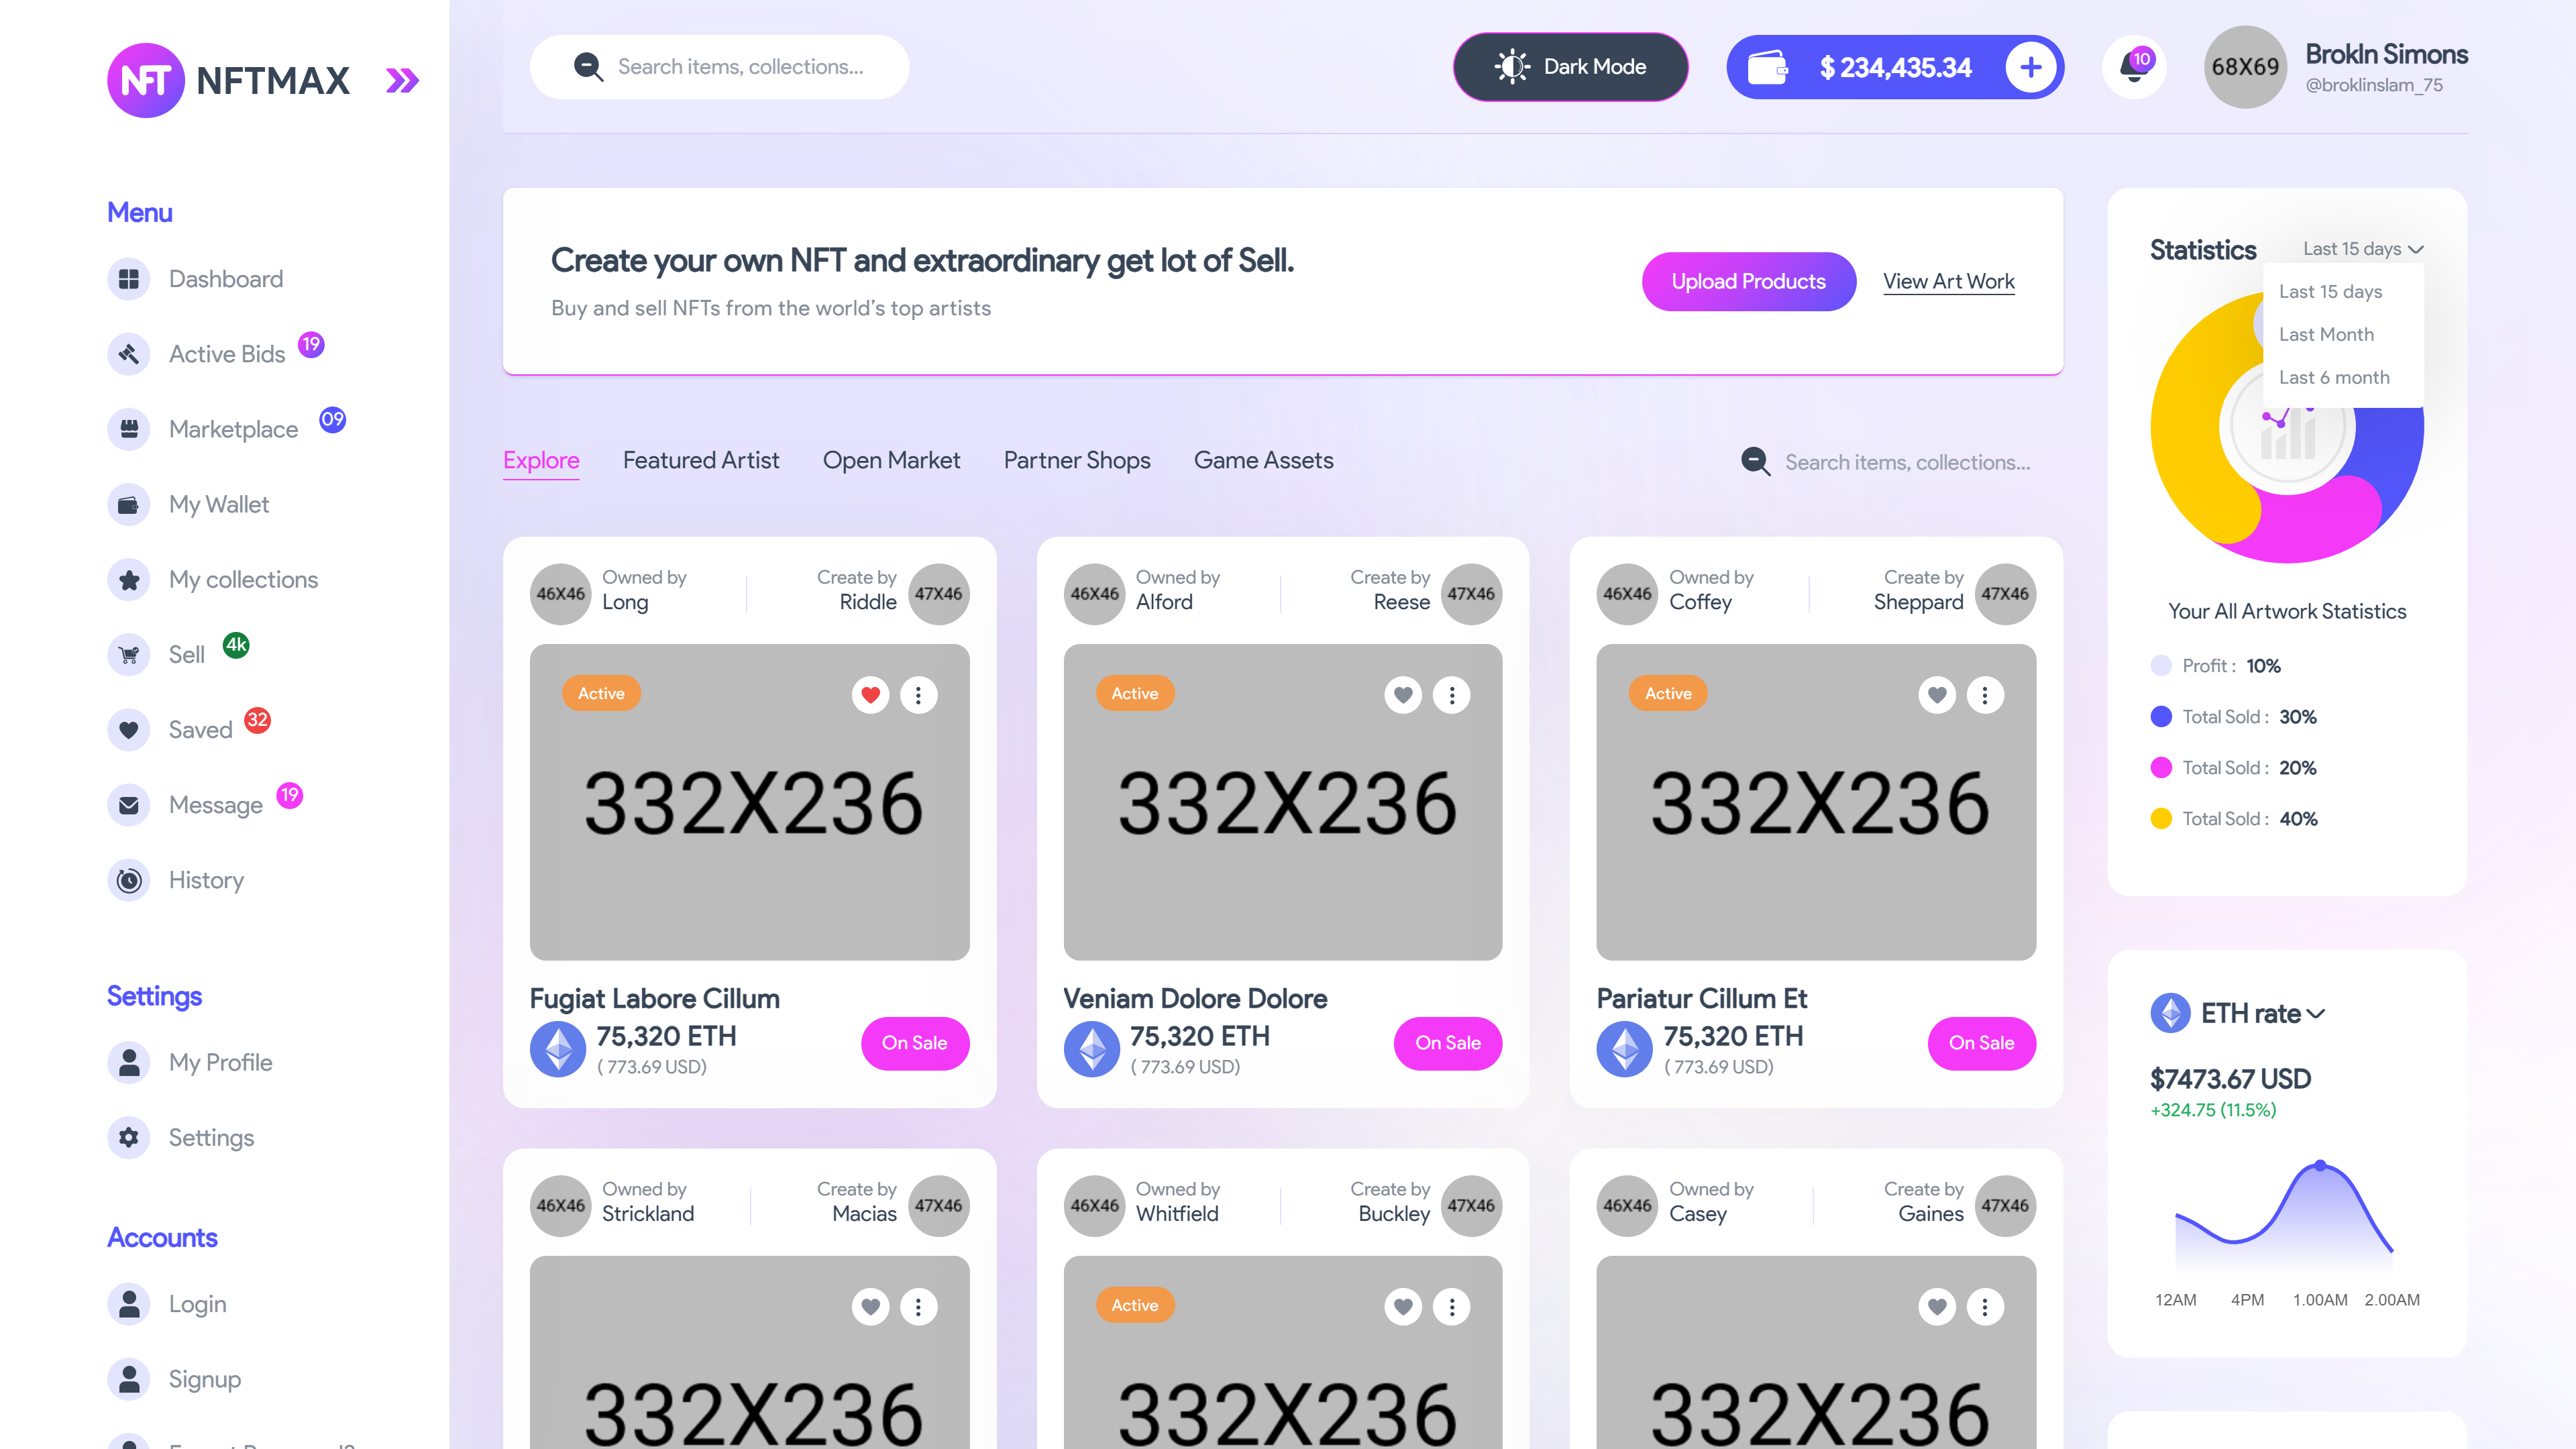 NFT NFTMAX
Menu
Dashboard
Active Bids 19
Marketplace 09
My Wallet
My collections
Sell 4k
Saved 32
Message 19
History
Settings
My Profile
Settings
Accounts
Login
Signup
Search items, collections...
Dark Mode
$ 234,435.34
10
68X69
Brokln Simons
@broklinslam_75
Create your own NFT and extraordinary get lot of Sell.
Buy and sell NFTs from the world's top artists
Upload Products
View Art Work
Explore Featured Artist Open Market Partner Shops Game Assets
Search items, collections...
46X46
Owned by
Long
Create by
Riddle
47X46
Active
332X236
Fugiat Labore Cillum
75,320 ETH
( 773.69 USD)
On Sale
46X46
Owned by
Alford
Create by
Reese
47X46
Active
332X236
Veniam Dolore Dolore
75,320 ETH
( 773.69 USD)
On Sale
46X46
Owned by
Coffey
Create by
Sheppard
47X46
Active
332X236
Pariatur Cillum Et
75,320 ETH
( 773.69 USD)
On Sale
46X46
Owned by
Strickland
Create by
Macias
47X46
332X236
46X46
Owned by
Whitfield
Create by
Buckley
47X46
Active
332X236
46X46
Owned by
Casey
Create by
Gaines
47X46
332X236
Statistics
Last 15 days
Last 15 days
Last Month
Last 6 month
Your All Artwork Statistics
Profit : 10%
Total Sold : 30%
Total Sold : 20%
Total Sold : 40%
ETH rate
$7473.67 USD
+324.75 (11.5%)
12AM 4PM 1.00AM 2.00AM